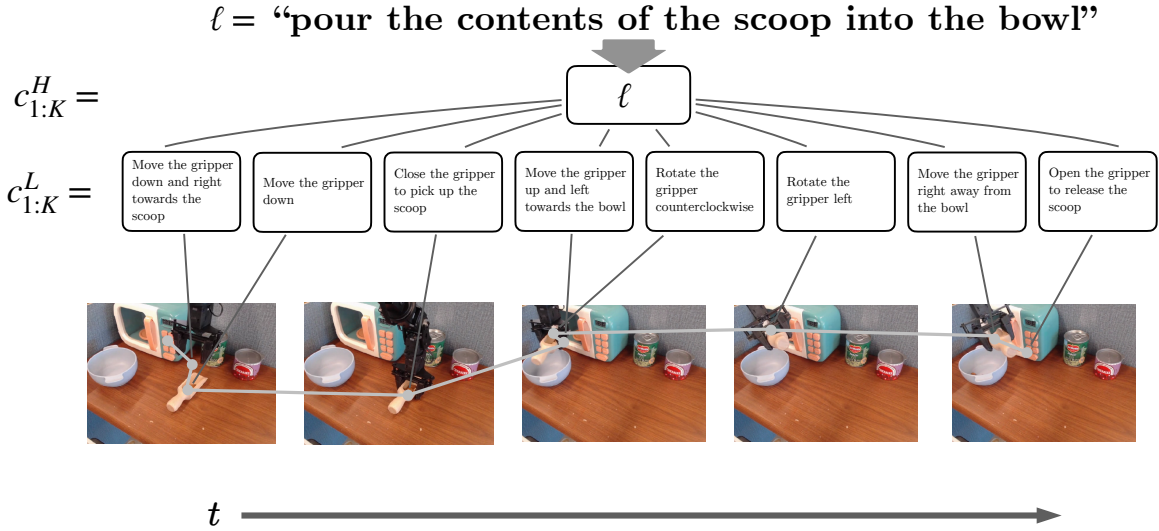 ℓ = “pour the contents of the scoop into the bowl”
c^H_{1:K} =
ℓ
c^L_{1:K} =
Move the gripper
down and right
towards the
scoop
Move the gripper
down
Close the gripper
to pick up the
scoop
Move the gripper
up and left
towards the bowl
Rotate the
gripper
counterclockwise
Rotate the
gripper left
Move the gripper
right away from
the bowl
Open the gripper
to release the
scoop
t